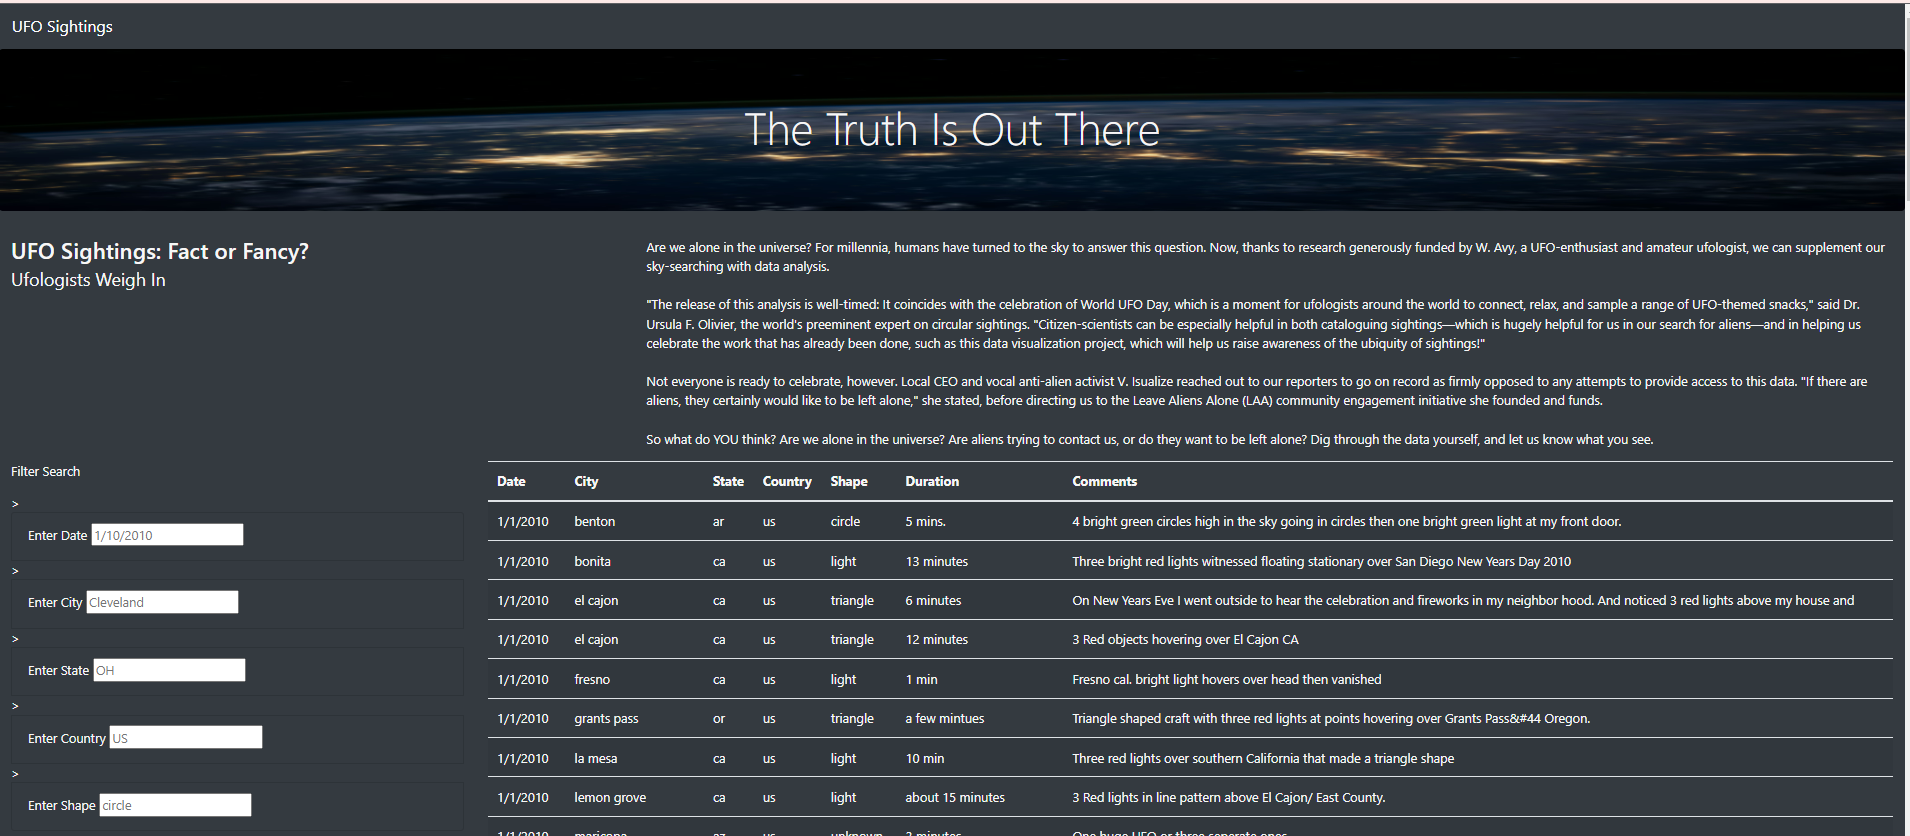 UFO Sightings
The Truth Is Out There
UFO Sightings: Fact or Fancy?
Ufologists Weigh In
Are we alone in the universe? For millennia, humans have turned to the sky to answer this question. Now, thanks to research generously funded by W. Avy, a UFO-enthusiast and amateur ufologist, we can supplement our
sky-searching with data analysis.
"The release of this analysis is well-timed: It coincides with the celebration of World UFO Day, which is a moment for ufologists around the world to connect, relax, and sample a range of UFO-themed snacks," said Dr.
Ursula F. Olivier, the world's preeminent expert on circular sightings. "Citizen-scientists can be especially helpful in both cataloguing sightings—which is hugely helpful for us in our search for aliens—and in helping us
celebrate the work that has already been done, such as this data visualization project, which will help us raise awareness of the ubiquity of sightings!"
Not everyone is ready to celebrate, however. Local CEO and vocal anti-alien activist V. Isualize reached out to our reporters to go on record as firmly opposed to any attempts to provide access to this data. "If there are
aliens, they certainly would like to be left alone," she stated, before directing us to the Leave Aliens Alone (LAA) community engagement initiative she founded and funds.
So what do YOU think? Are we alone in the universe? Are aliens trying to contact us, or do they want to be left alone? Dig through the data yourself, and let us know what you see.
Filter Search
>
Enter Date 1/10/2010
>
Enter City Cleveland
>
Enter State OH
>
Enter Country US
>
Enter Shape circle
Date City State Country Shape Duration Comments
1/1/2010 benton ar us circle 5 mins. 4 bright green circles high in the sky going in circles then one bright green light at my front door.
1/1/2010 bonita ca us light 13 minutes Three bright red lights witnessed floating stationary over San Diego New Years Day 2010
1/1/2010 el cajon ca us triangle 6 minutes On New Years Eve I went outside to hear the celebration and fireworks in my neighbor hood. And noticed 3 red lights above my house and
1/1/2010 el cajon ca us triangle 12 minutes 3 Red objects hovering over El Cajon CA
1/1/2010 fresno ca us light 1 min Fresno cal. bright light hovers over head then vanished
1/1/2010 grants pass or us triangle a few mintues Triangle shaped craft with three red lights at points hovering over Grants Pass&#44 Oregon.
1/1/2010 la mesa ca us light 10 min Three red lights over southern California that made a triangle shape
1/1/2010 lemon grove ca us light about 15 minutes 3 Red lights in line pattern above El Cajon/ East County.
1/1/2010 maricopa az us unknown 2 minutes One huge UFO or three seperate ones